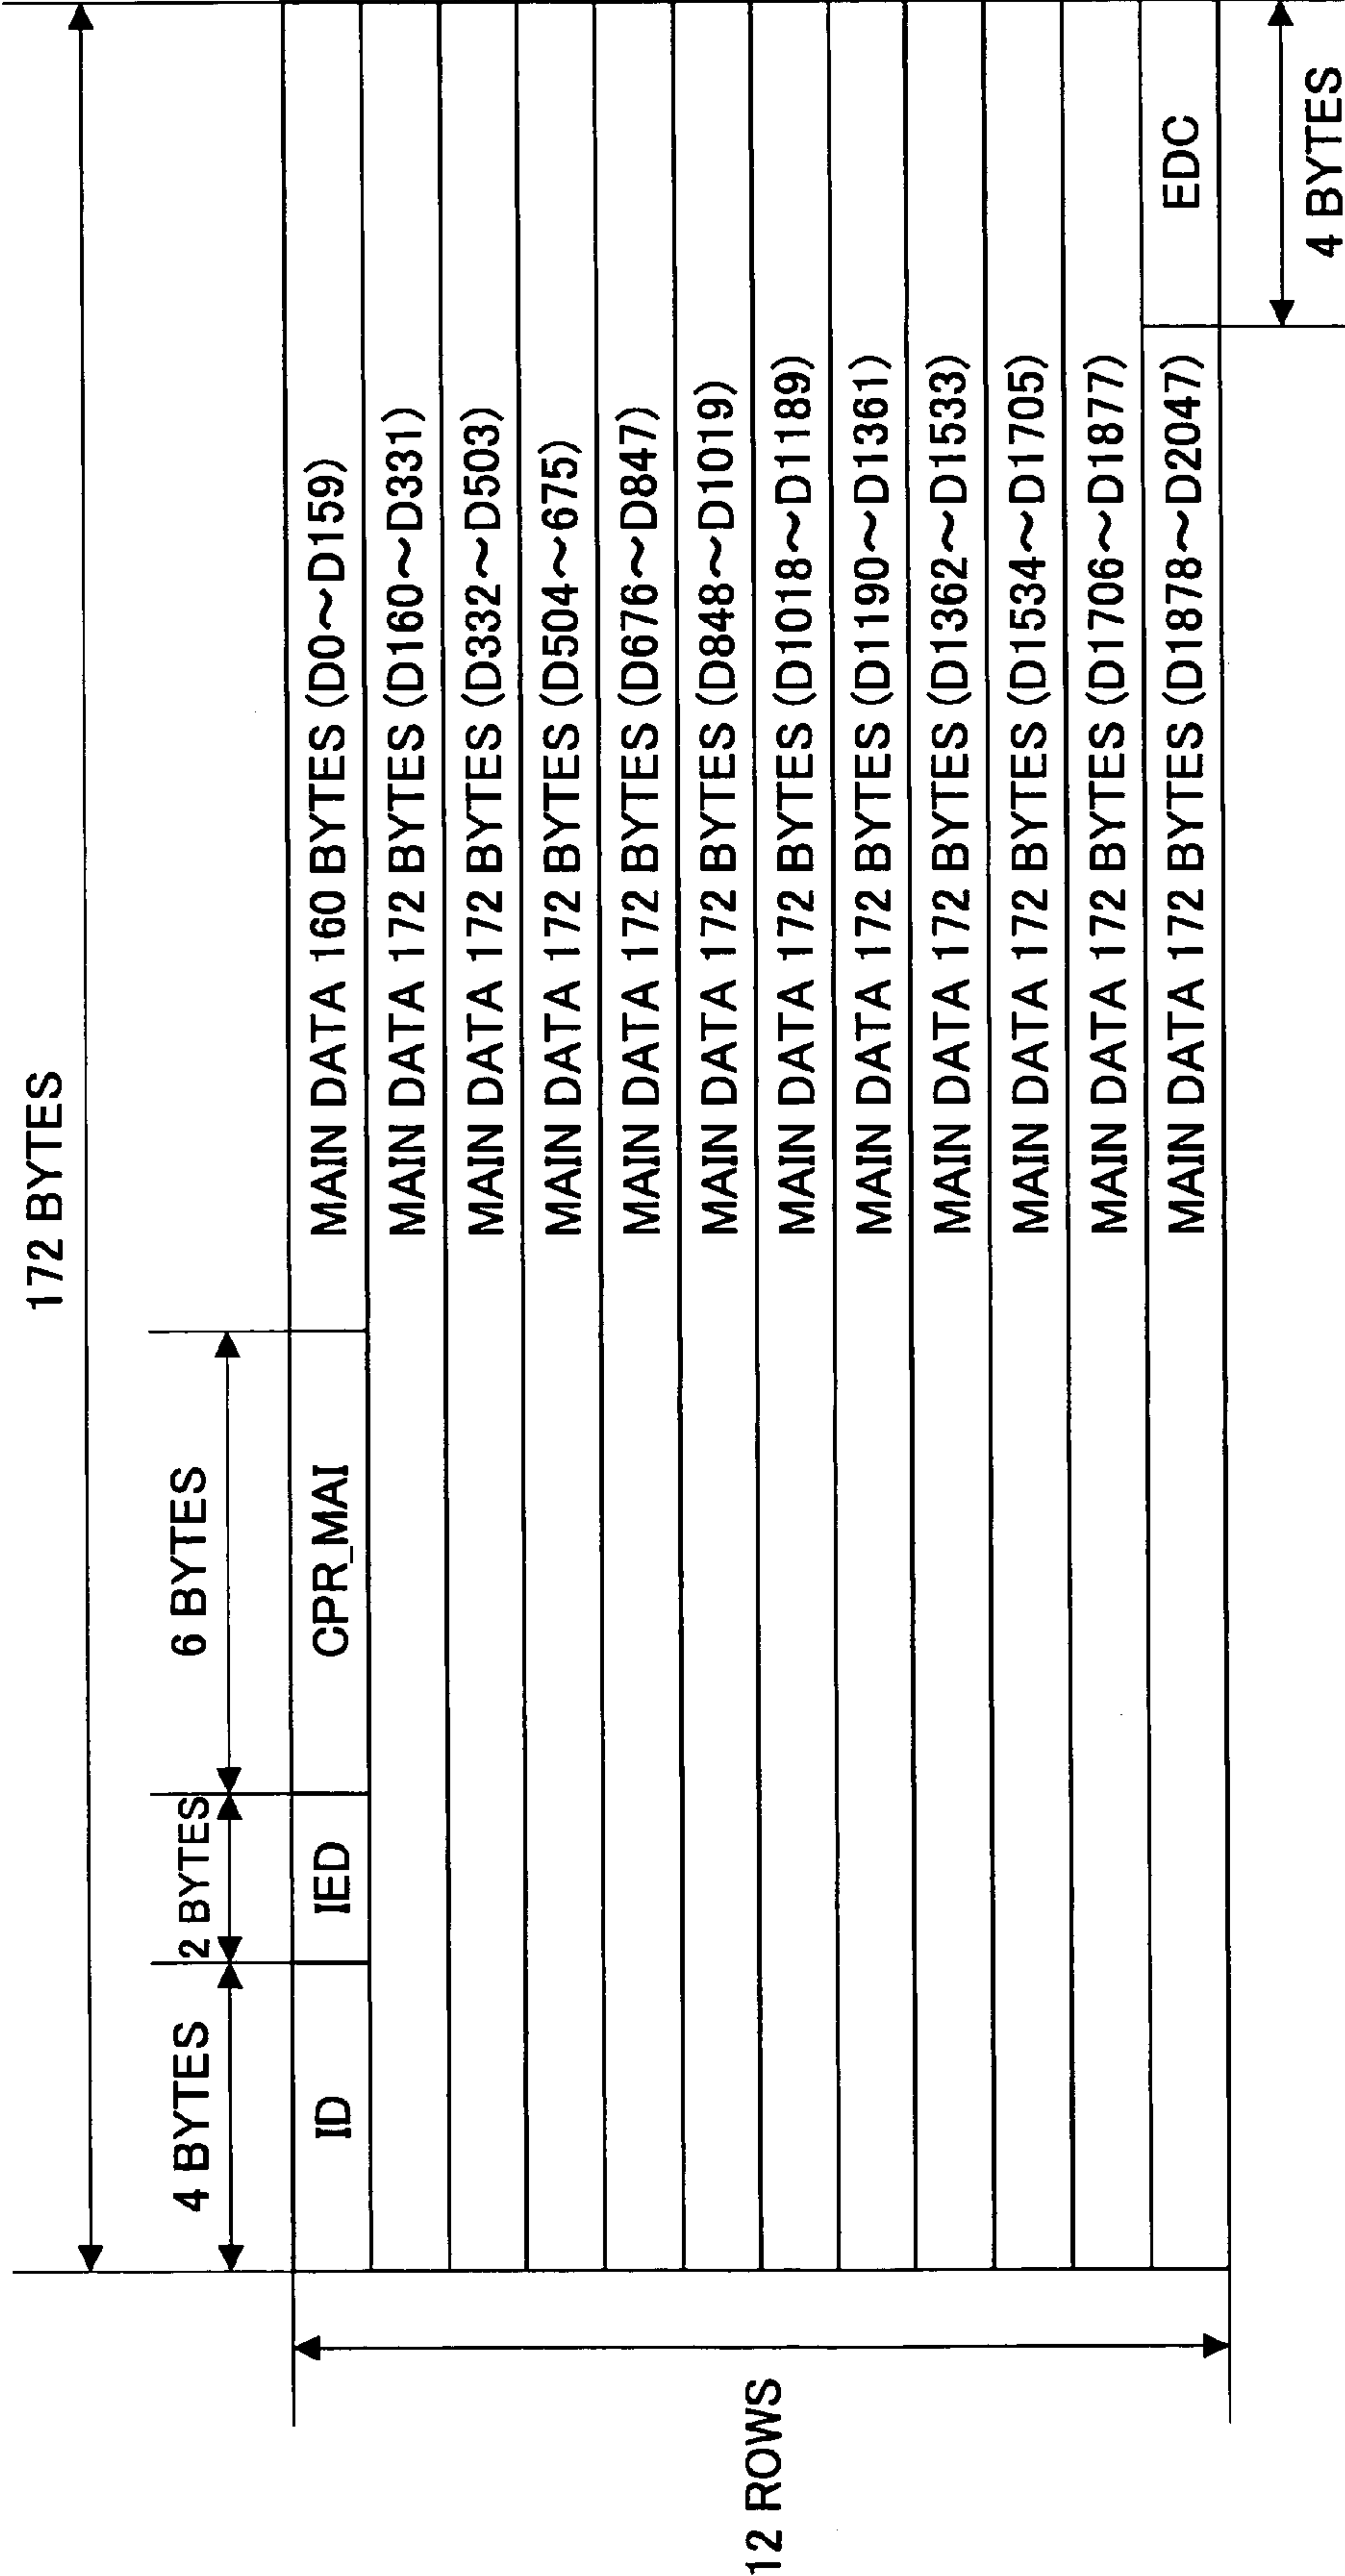 172 BYTES
4 BYTES
2 BYTES
6 BYTES
ID
IED
CPR_MAI
MAIN DATA 160 BYTES (D0~D159)
MAIN DATA 172 BYTES (D160~D331)
MAIN DATA 172 BYTES (D332~D503)
MAIN DATA 172 BYTES (D504~675)
MAIN DATA 172 BYTES (D676~D847)
MAIN DATA 172 BYTES (D848~D1019)
MAIN DATA 172 BYTES (D1018~D1189)
MAIN DATA 172 BYTES (D1190~D1361)
MAIN DATA 172 BYTES (D1362~D1533)
MAIN DATA 172 BYTES (D1534~D1705)
MAIN DATA 172 BYTES (D1706~D1877)
MAIN DATA 172 BYTES (D1878~D2047)
EDC
4 BYTES
12 ROWS